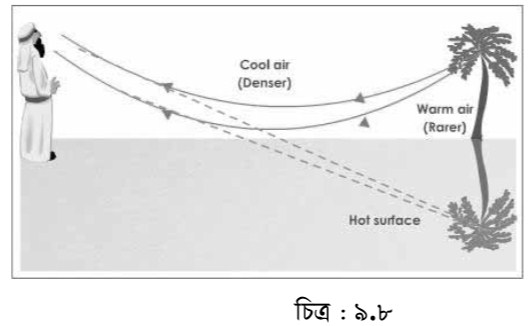 Cool air
(Denser)
Warm air
(Rarer)
Hot surface
চিত্র : ৯.৮